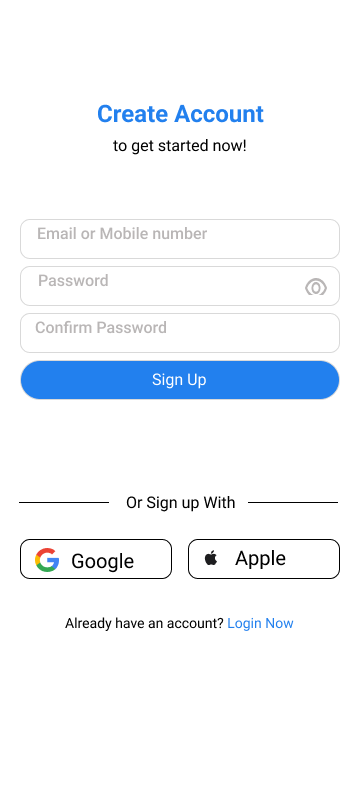 Create Account
to get started now!
Email or Mobile number
Password
Confirm Password
Sign Up
Or Sign up With
Google
Apple
Already have an account? Login Now